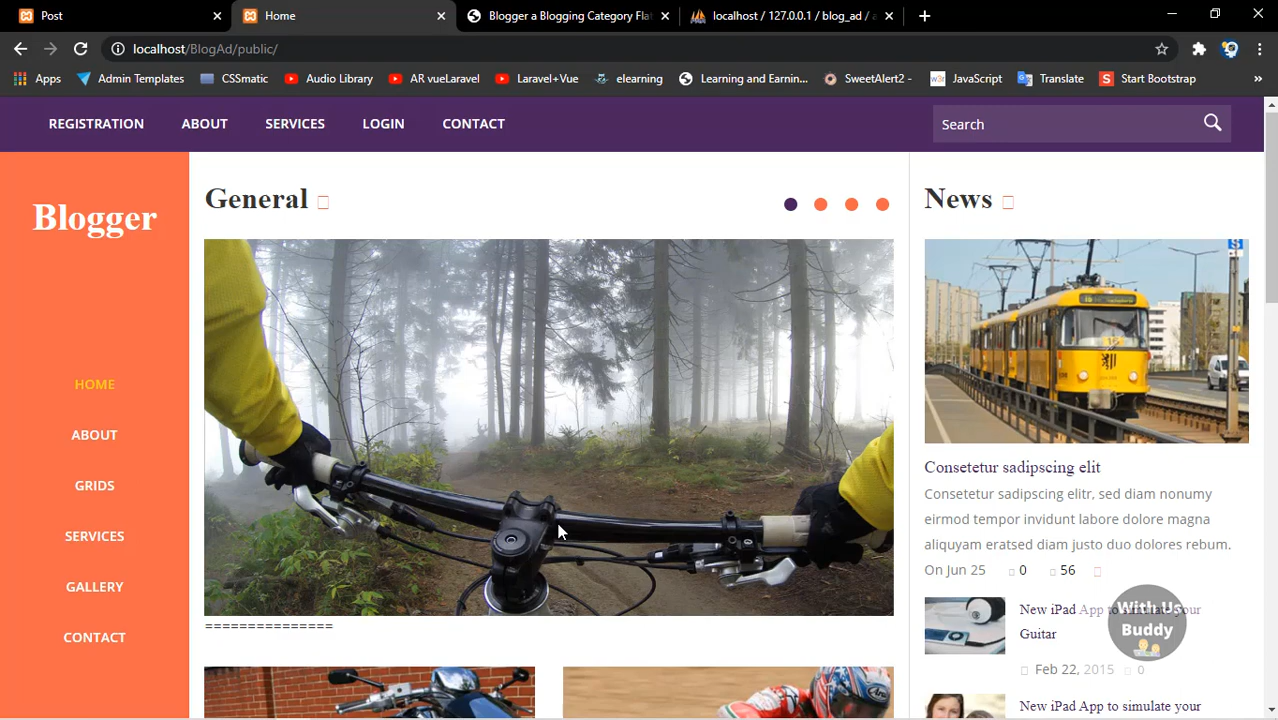 Post
Home
Blogger a Blogging Category Fla
localhost / 127.0.0.1 / blog_ad /
localhost/BlogAd/public/
Apps
Admin Templates
CSSmatic
Audio Library
AR vueLaravel
Laravel+Vue
elearning
Learning and Earnin...
SweetAlert2 -
JavaScript
Translate
Start Bootstrap
»
REGISTRATION
ABOUT
SERVICES
LOGIN
CONTACT
Search
Blogger
HOME
ABOUT
GRIDS
SERVICES
GALLERY
CONTACT
General
===============
News
Consetetur sadipscing elit
Consetetur sadipscing elitr, sed diam nonumy
eirmod tempor invidunt labore dolore magna
aliquyam eratsed diam justo duo dolores rebum.
On Jun 25 0 56
New iPad App to simulate your
Guitar
Feb 22, 2015 0
New iPad App to simulate your
With Us
Buddy